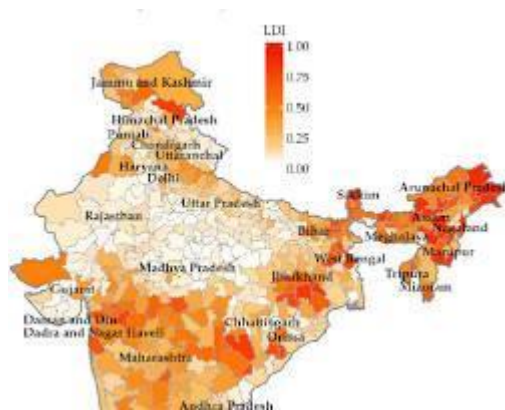 LDI
1.00
0.75
0.50
0.25
0.00
Jammu and Kashmir
Himachal Pradesh
Punjab
Chandigarh
Uttaranchal
Haryana
Delhi
Sikkim
Arunachal Pradesh
Uttar Pradesh
Rajasthan
Bihar
Assam
Nagaland
Meghalaya
Manipur
West Bengal
Tripura
Mizoram
Jharkhand
Madhya Pradesh
Gujarat
Daman and Diu
Dadra and Nagar Haveli
Chhattisgarh
Orissa
Maharashtra
Andhra Pradesh